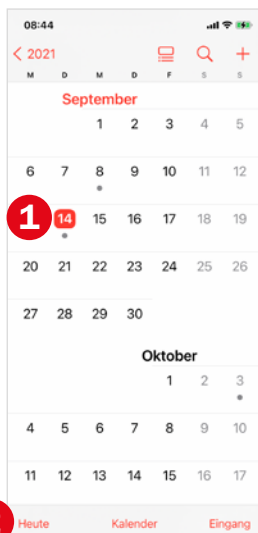 08:44
2021
M D M D F S S
September
1 2 3 4 5
6 7 8 9 10 11 12
1 14 15 16 17 18 19
20 21 22 23 24 25 26
27 28 29 30
Oktober
1 2 3
4 5 6 7 8 9 10
11 12 13 14 15 16 17
Heute Kalender Eingang